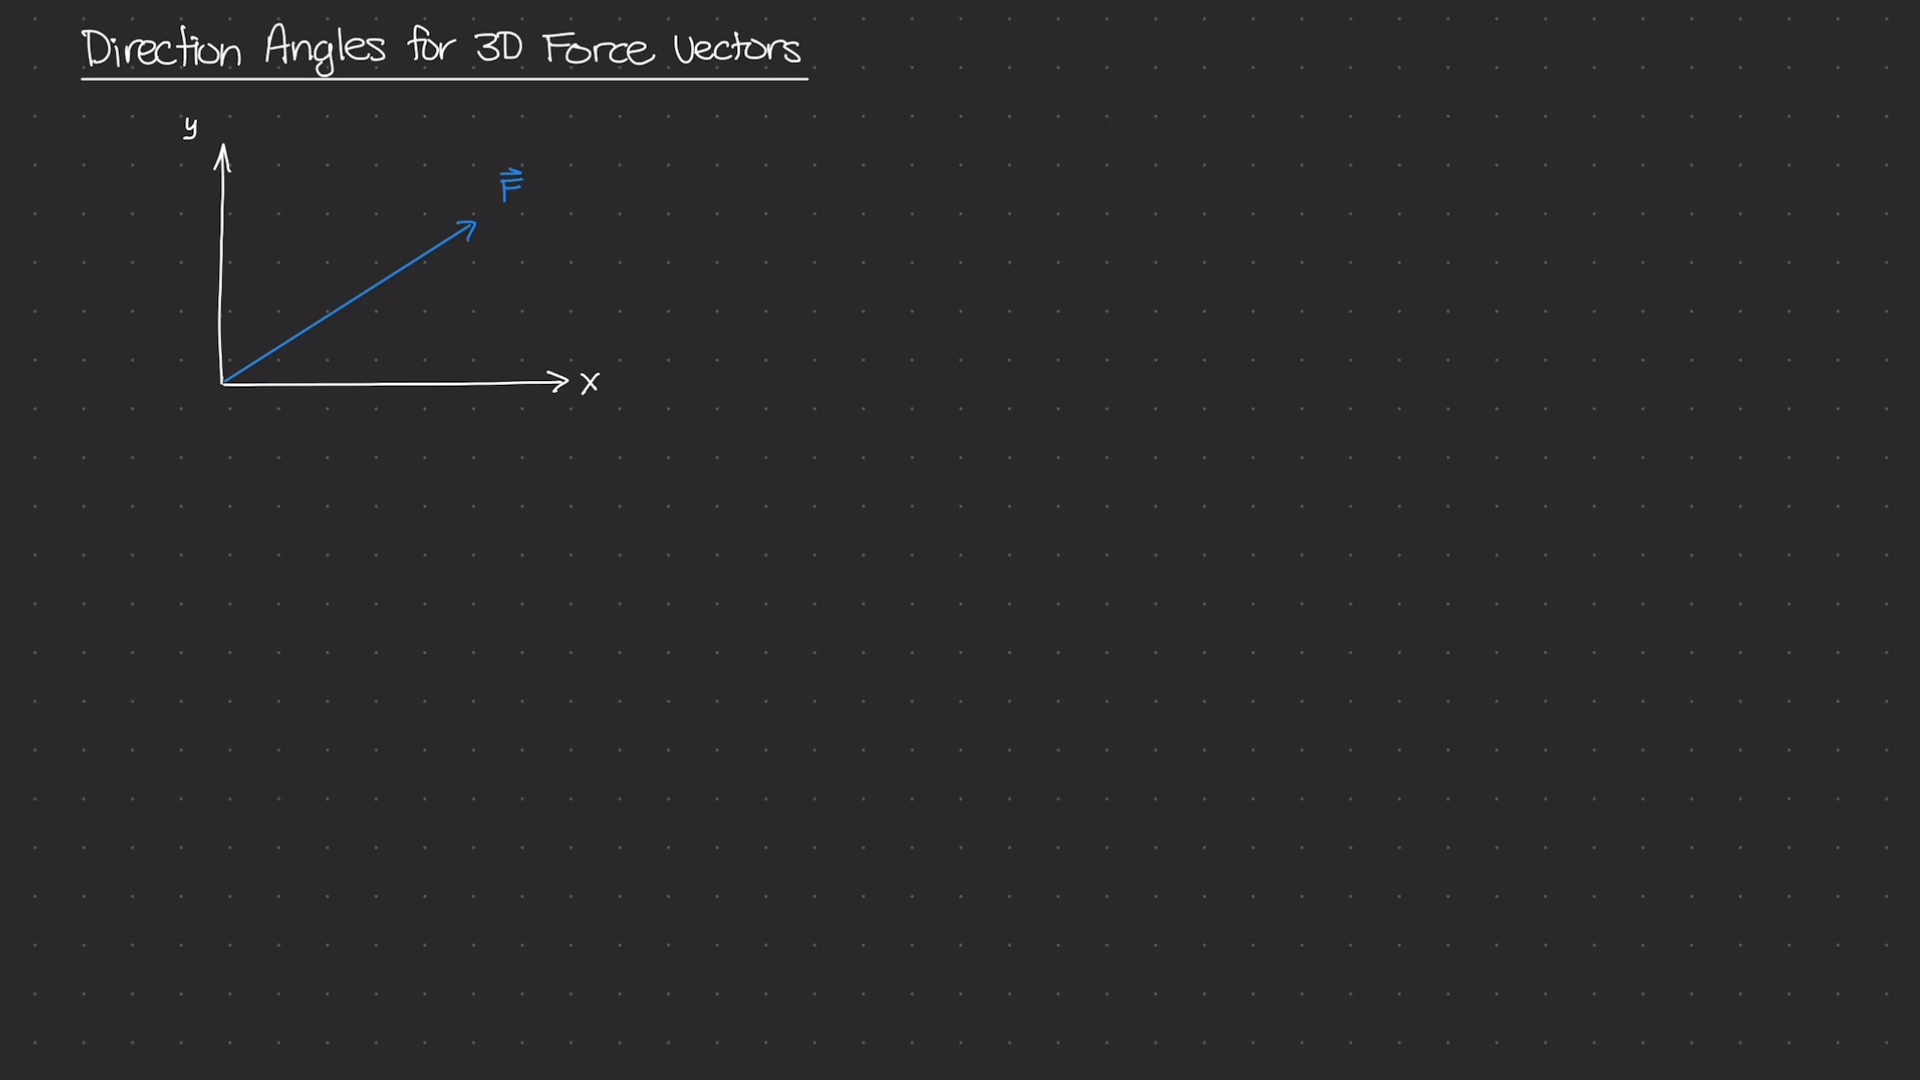 Direction Angles for 3D Force Vectors
y
F⃗
x